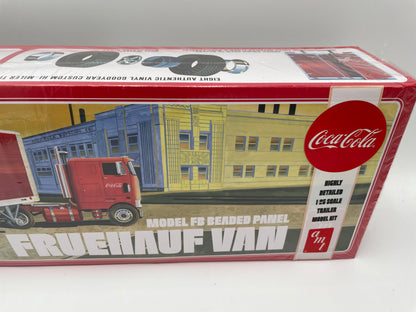 EIGHT AUTHENTIC VINYL GOODYEAR CUSTOM HI-MILER
Coca-Cola
HIGHLY
DETAILED
1:25 SCALE
TRAILER
MODEL KIT
amt
MODEL FB BEADED PANEL
FRUEHAUF VAN